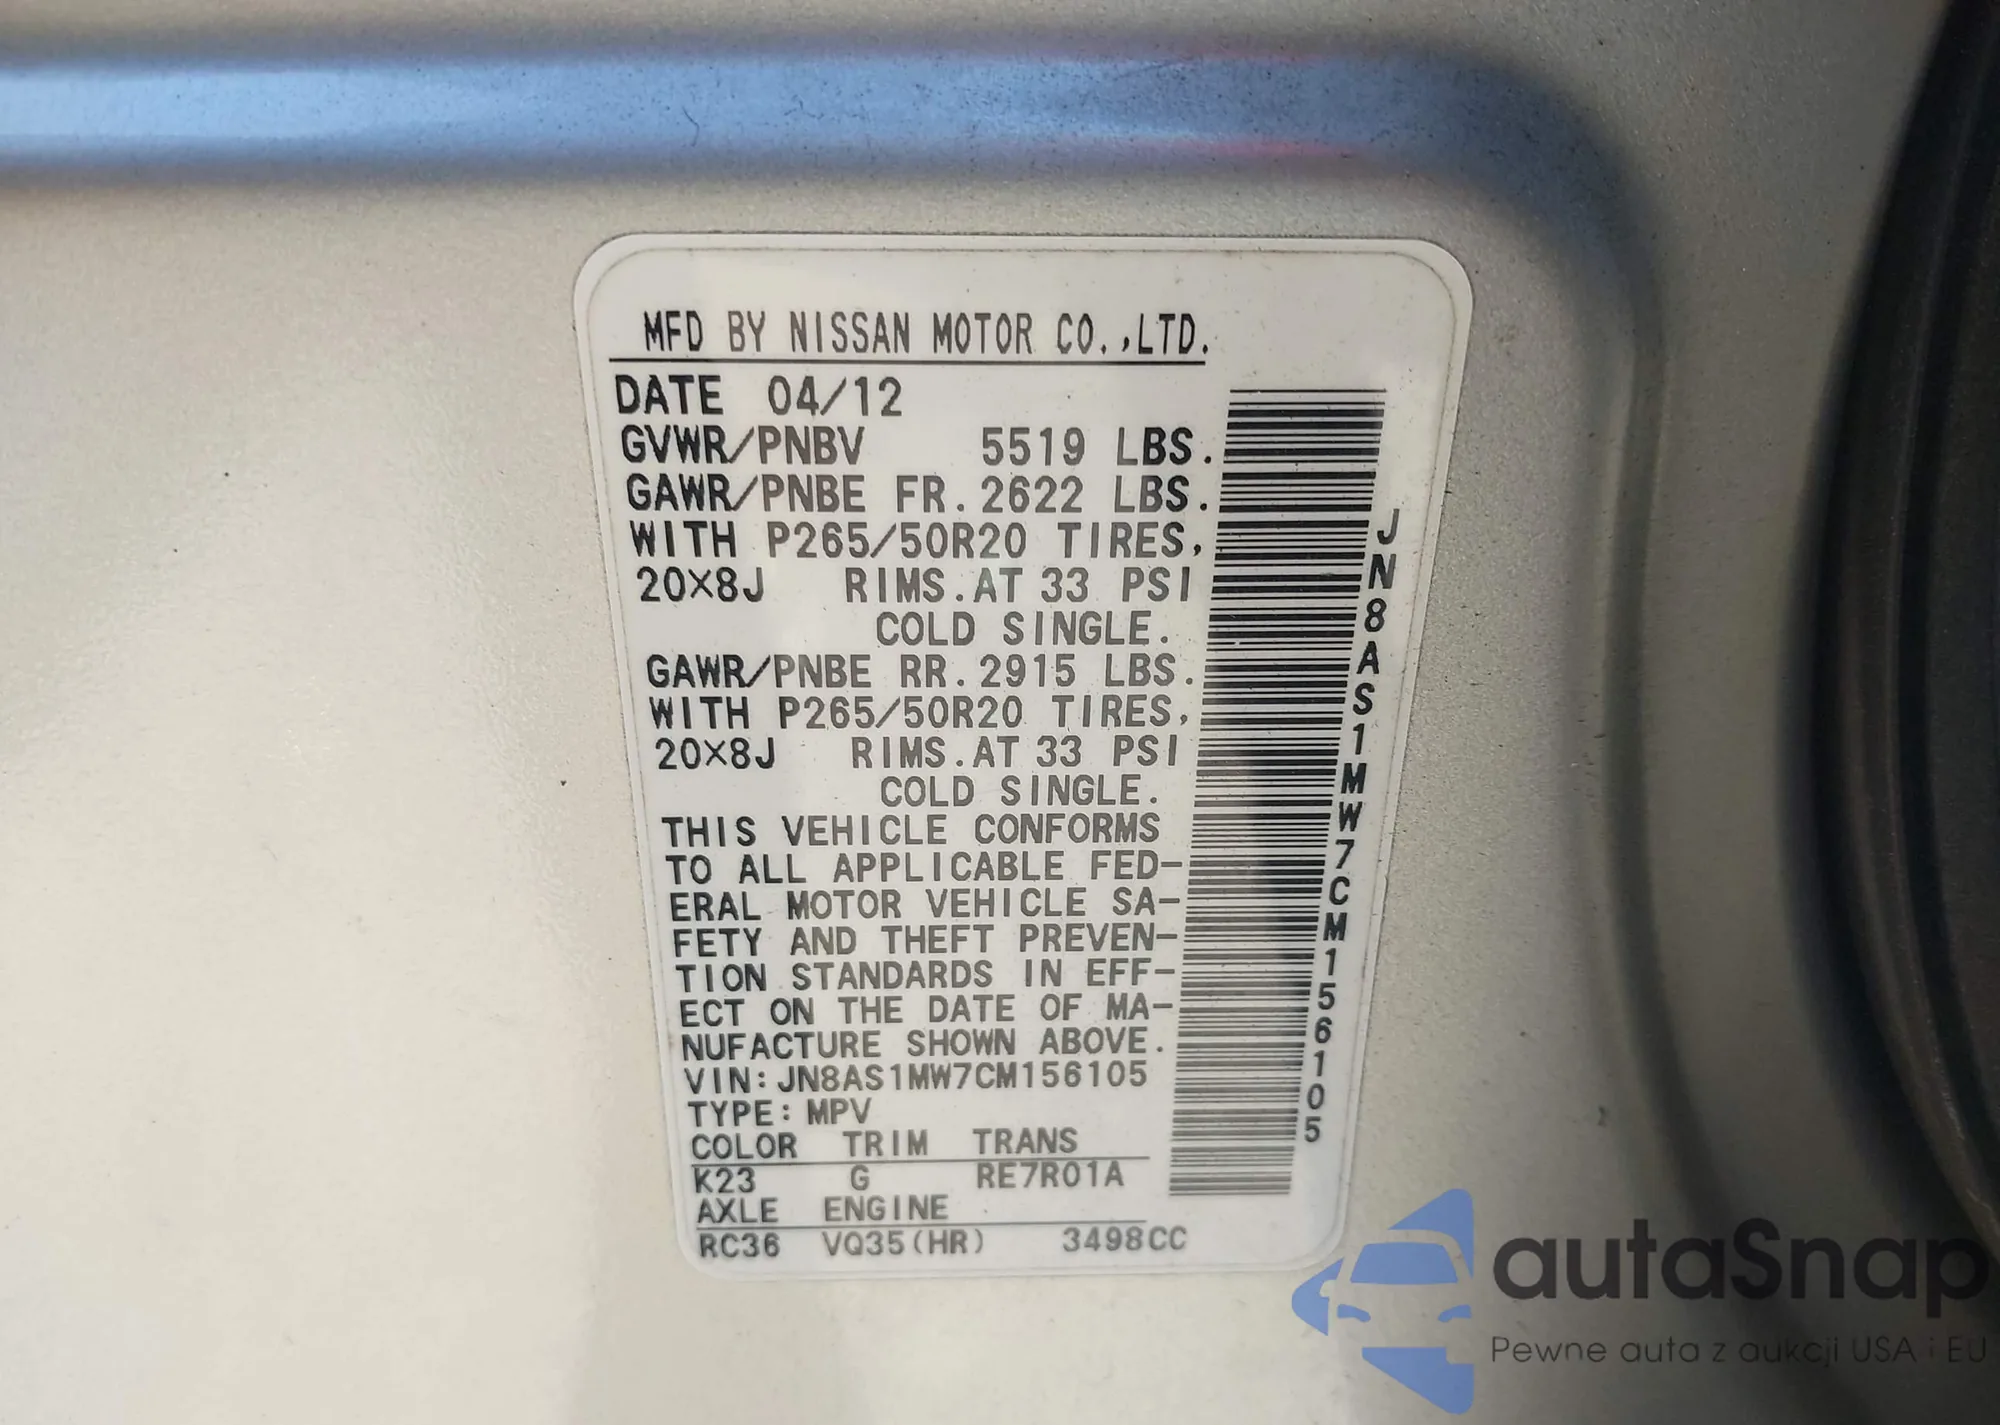 MFD BY NISSAN MOTOR CO.,LTD.
DATE 04/12
GVWR/PNBV 5519 LBS.
GAWR/PNBE FR. 2622 LBS.
WITH P265/50R20 TIRES,
20X8J RIMS. AT 33 PSI
COLD SINGLE.
GAWR/PNBE RR. 2915 LBS.
WITH P265/50R20 TIRES,
20X8J RIMS. AT 33 PSI
COLD SINGLE.
THIS VEHICLE CONFORMS
TO ALL APPLICABLE FED-
ERAL MOTOR VEHICLE SA-
FETY AND THEFT PREVEN-
TION STANDARDS IN EFF-
ECT ON THE DATE OF MA-
NUFACTURE SHOWN ABOVE.
VIN: JN8AS1MW7CM156105
TYPE: MPV
COLOR TRIM TRANS
K23 G RE7R01A
AXLE ENGINE
RC36 VQ35(HR) 3498CC
JN8AS1MW7CM156105
autaSnap
Pewne auta z aukcji USA i EU